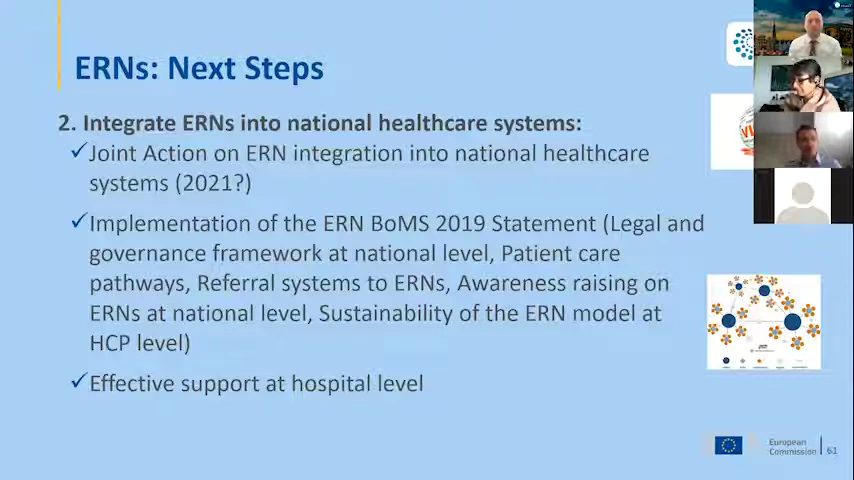 ERNs: Next Steps
2. Integrate ERNs into national healthcare systems:
✓Joint Action on ERN integration into national healthcare
systems (2021?)
✓Implementation of the ERN BoMS 2019 Statement (Legal and
governance framework at national level, Patient care
pathways, Referral systems to ERNs, Awareness raising on
ERNs at national level, Sustainability of the ERN model at
HCP level)
✓Effective support at hospital level
European
Commission
61